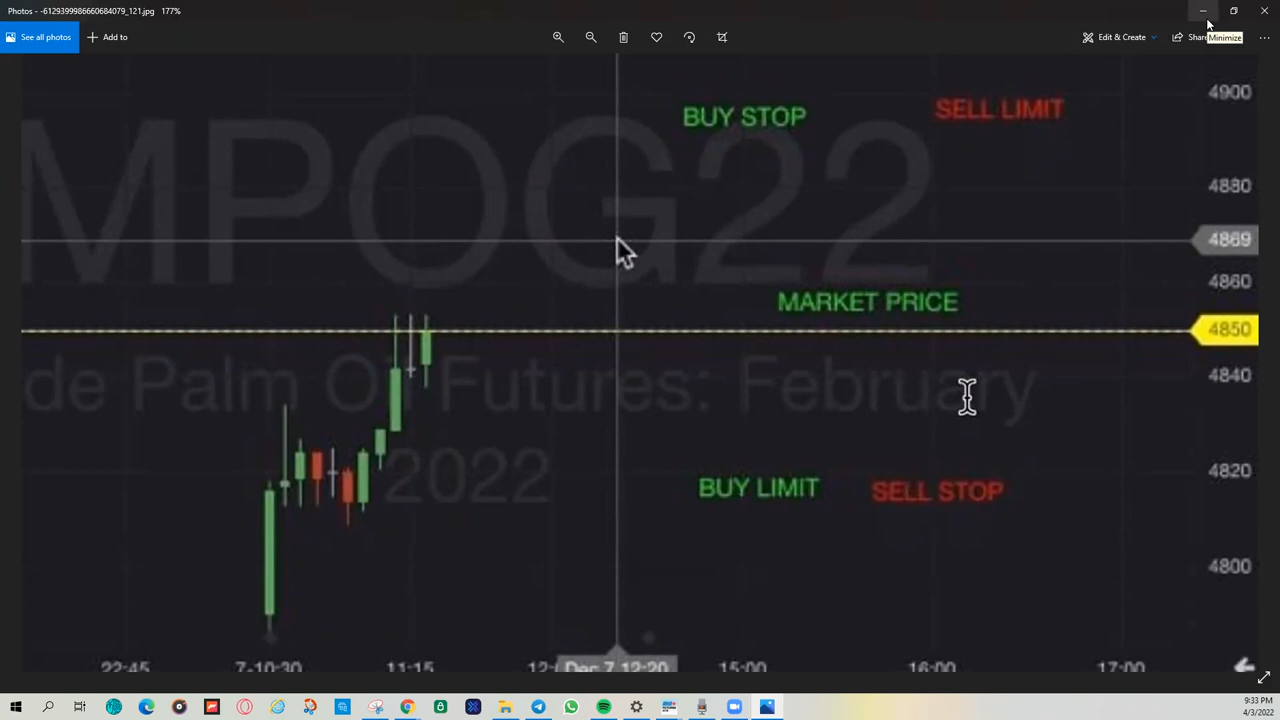 Photos - -6129399986660684079_121.jpg   177%
See all photos
Add to
Edit & Create
Shar
Minimize
BUY STOP
SELL LIMIT
4900
4880
MPOG22
4869
4860
MARKET PRICE
4850
de Palm Oil Futures: February
2022
4840
4820
BUY LIMIT
SELL STOP
4800
22:45
7-10:30
11:15
12:
Dec 7 12:20
15:00
16:00
17:00
9:33 PM
4/3/2022